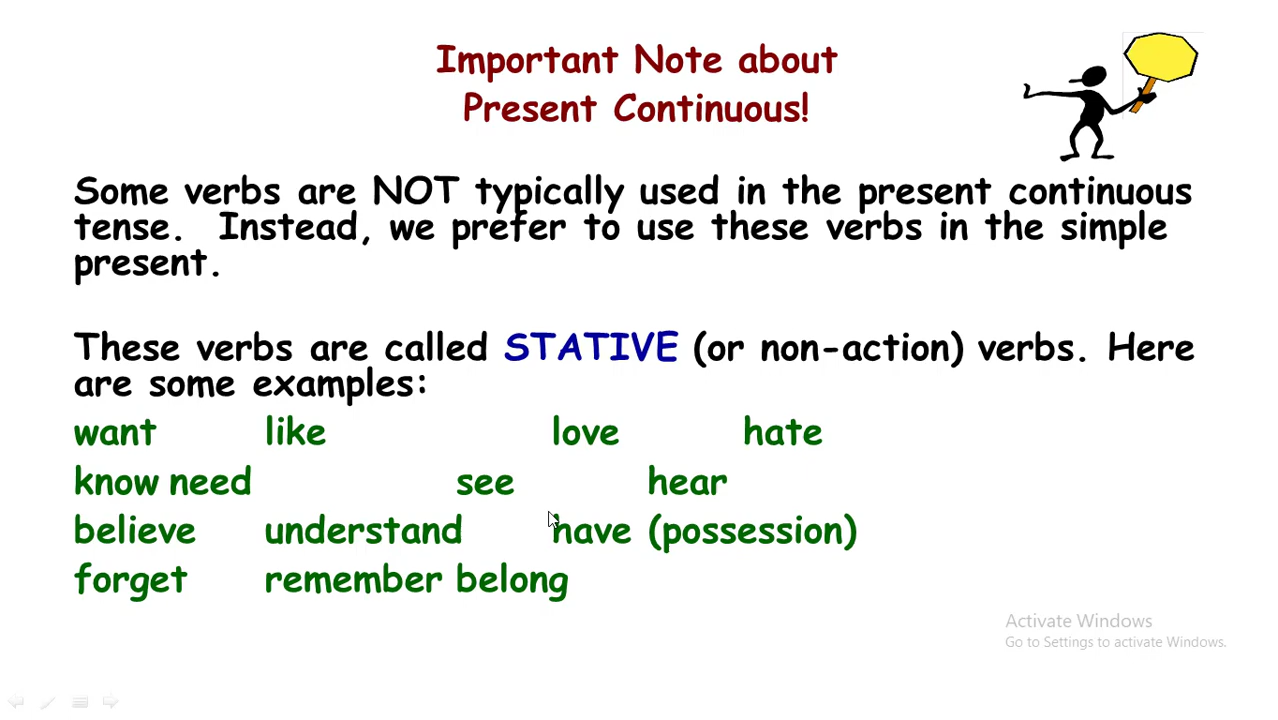 Important Note about
Present Continuous!
Some verbs are NOT typically used in the present continuous
tense. Instead, we prefer to use these verbs in the simple
present.
These verbs are called STATIVE (or non-action) verbs. Here
are some examples:
want like love hate
know need see hear
believe understand have (possession)
forget remember belong
Activate Windows
Go to Settings to activate Windows.